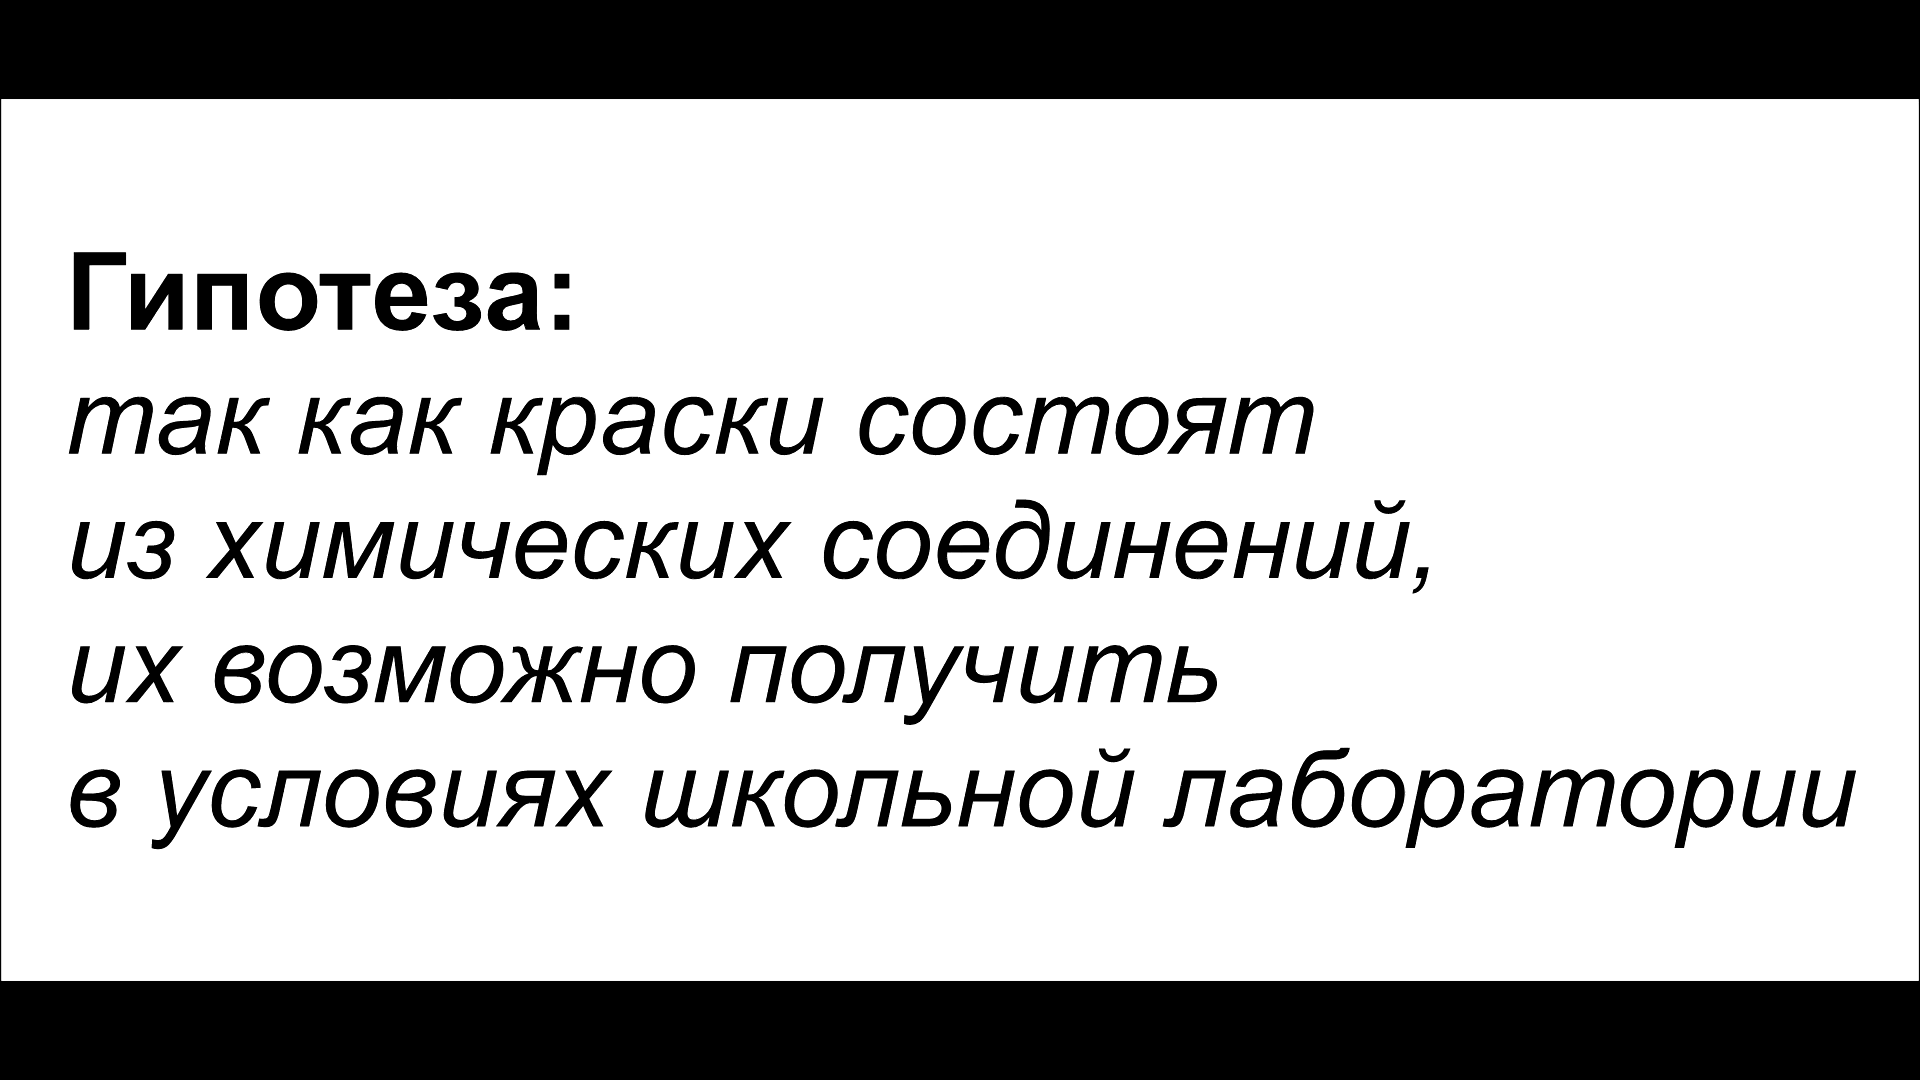 Гипотеза:
так как краски состоят
из химических соединений,
их возможно получить
в условиях школьной лаборатории